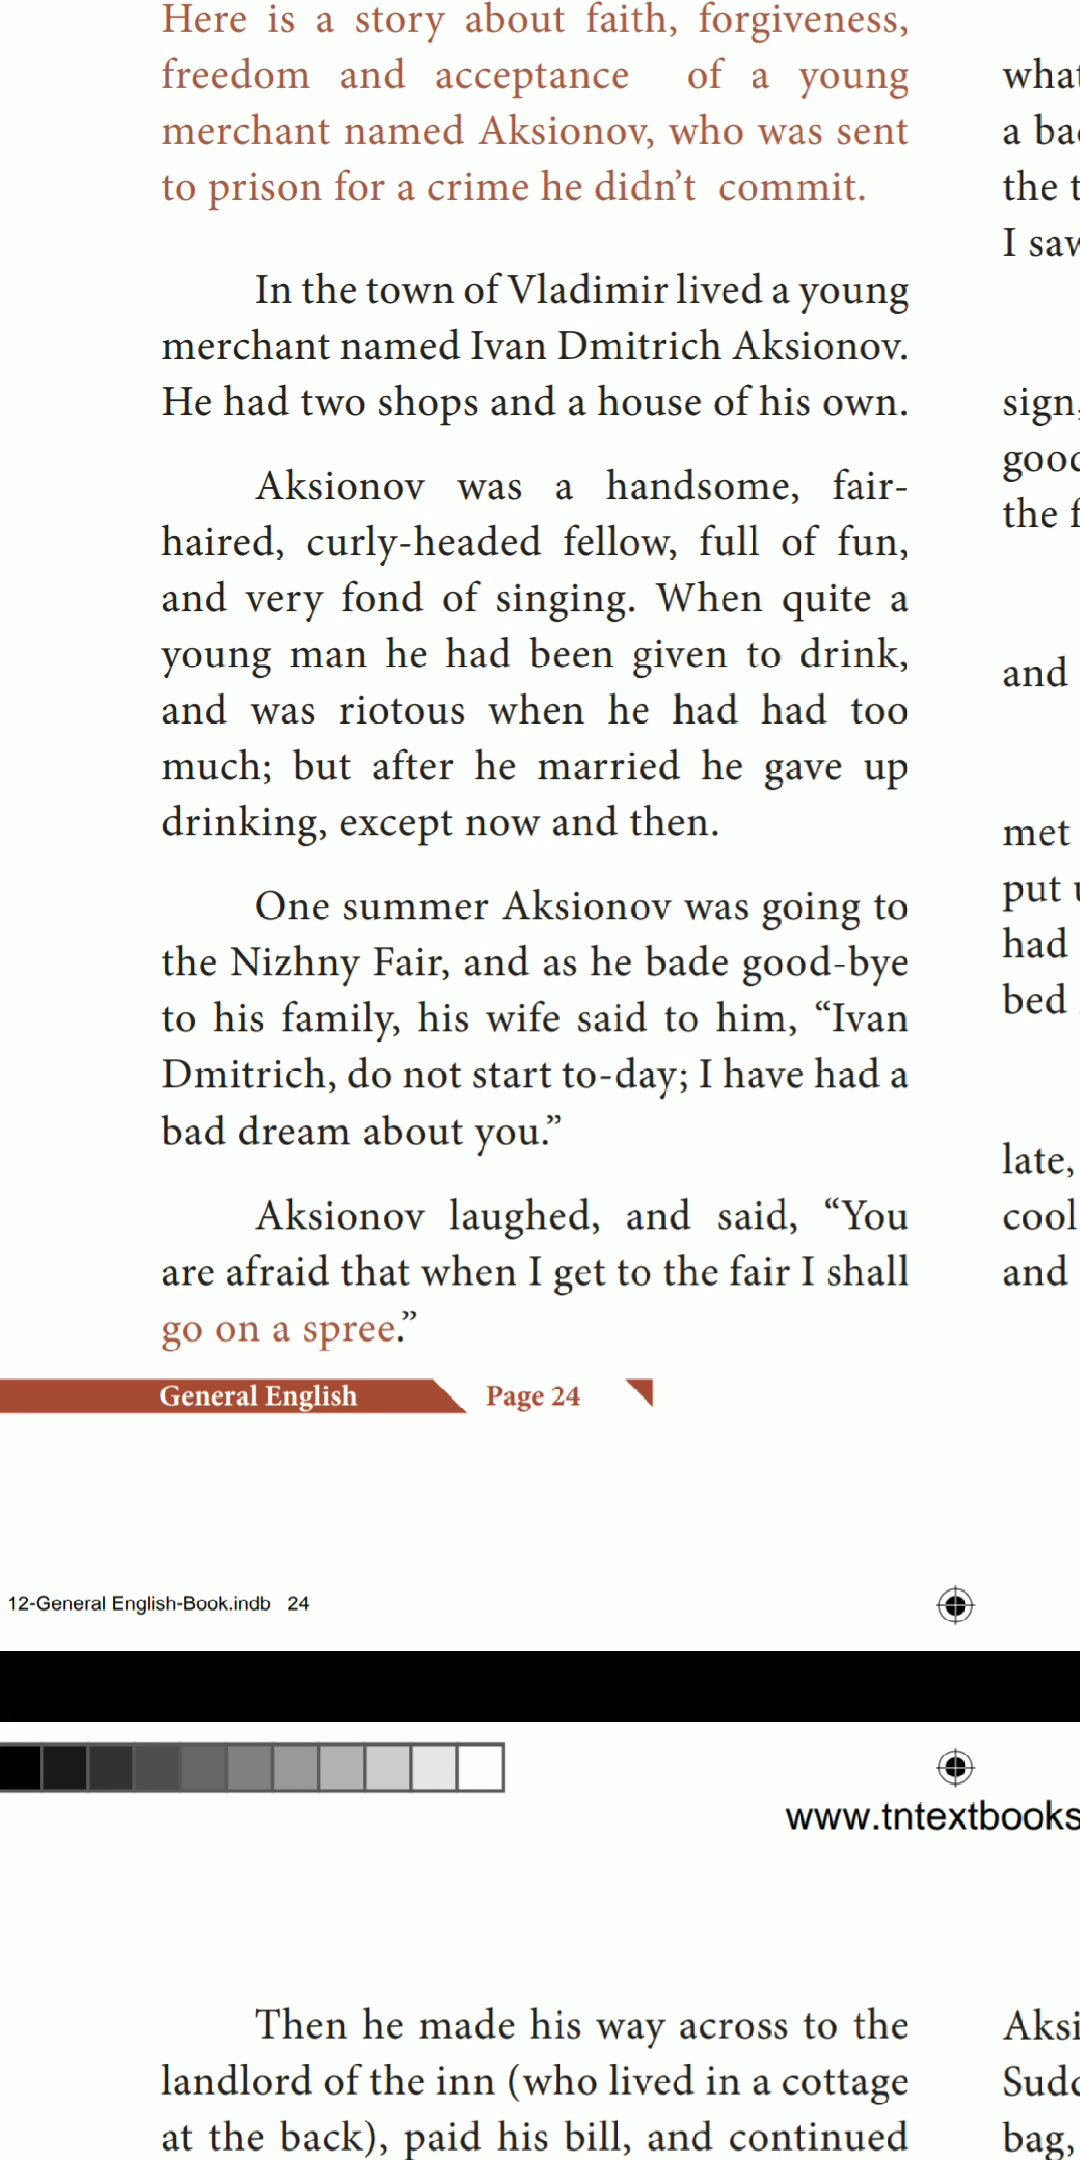 Here is a story about faith, forgiveness,
freedom and acceptance of a young
merchant named Aksionov, who was sent
to prison for a crime he didn’t commit.
In the town of Vladimir lived a young
merchant named Ivan Dmitrich Aksionov.
He had two shops and a house of his own.
Aksionov was a handsome, fair-
haired, curly-headed fellow, full of fun,
and very fond of singing. When quite a
young man he had been given to drink,
and was riotous when he had had too
much; but after he married he gave up
drinking, except now and then.
One summer Aksionov was going to
the Nizhny Fair, and as he bade good-bye
to his family, his wife said to him, “Ivan
Dmitrich, do not start to-day; I have had a
bad dream about you.”
Aksionov laughed, and said, “You
are afraid that when I get to the fair I shall
go on a spree.”
a
the
I
sign,
the
and
met
put
had
bed
late,
cool
and
General English Page 24
12-General English-Book.indb 24
www.tntextbooks
Then he made his way across to the
landlord of the inn (who lived in a cottage
at the back), paid his bill, and continued
bag,